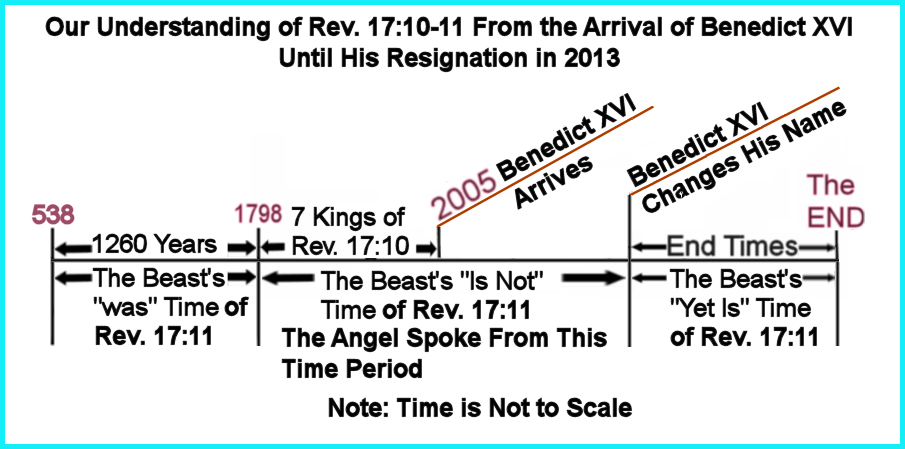 Our Understanding of Rev. 17:10-11 From the Arrival of Benedict XVI
Until His Resignation in 2013
538
1260 Years
1798
7 Kings of
Rev. 17:10
2005 Benedict XVI
Arrives
Benedict XVI
Changes His Name
The
END
End Times
The Beast's
"was" Time of
Rev. 17:11
The Beast's "Is Not"
Time of Rev. 17:11
The Angel Spoke From This
Time Period
The Beast's
"Yet Is" Time
of Rev. 17:11
Note: Time is Not to Scale